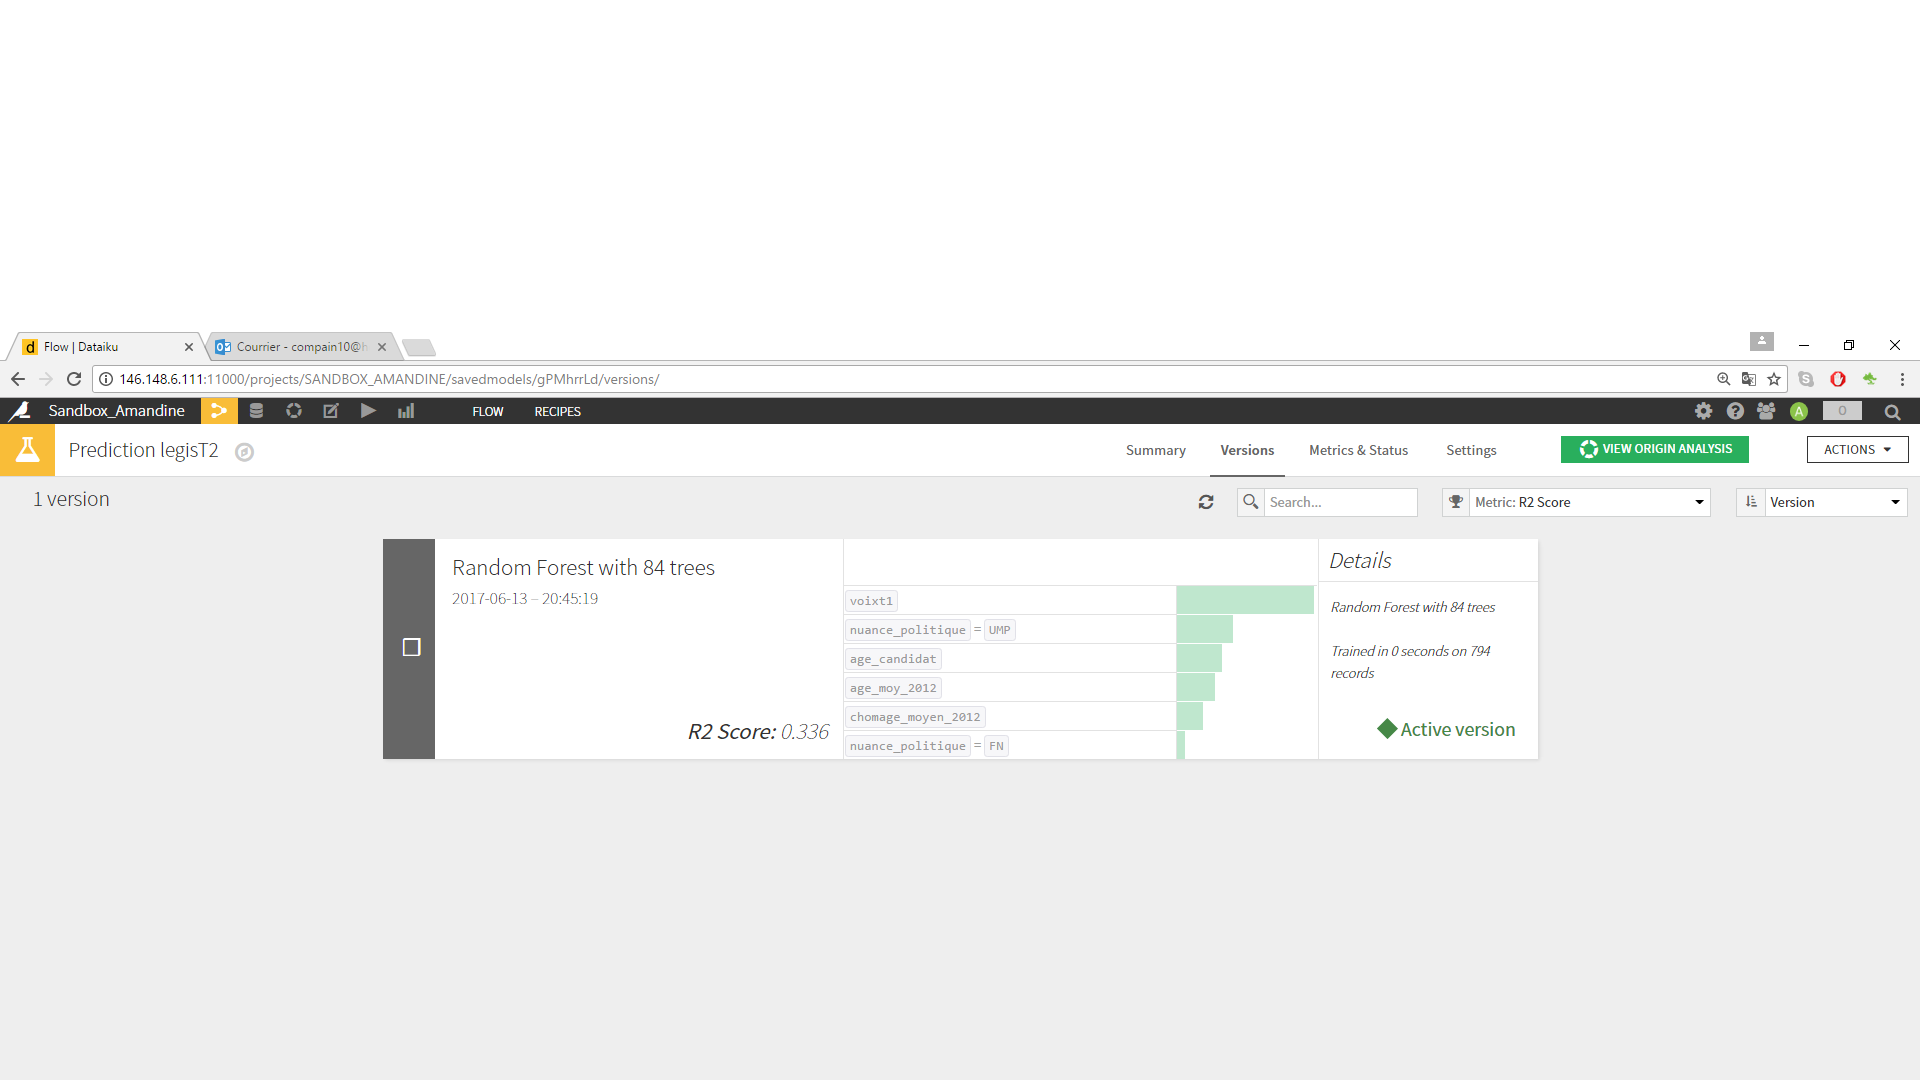 d Flow | Dataiku
Courrier - compain10@h
146.148.6.111:11000/projects/SANDBOX_AMANDINE/savedmodels/gPMhrrLd/versions/
Sandbox_Amandine
FLOW
RECIPES
A
0
Prediction legisT2
Summary
Versions
Metrics & Status
Settings
VIEW ORIGIN ANALYSIS
ACTIONS
1 version
Search...
Metric: R2 Score
Version
Random Forest with 84 trees
2017-06-13 – 20:45:19
R2 Score: 0.336
voixt1
nuance_politique = UMP
age_candidat
age_moy_2012
chomage_moyen_2012
nuance_politique = FN
Details
Random Forest with 84 trees
Trained in 0 seconds on 794
records
Active version